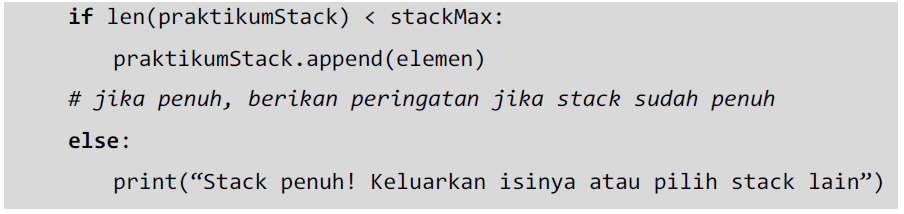 if len(praktikumStack) < stackMax:
praktikumStack.append(elemen)
# jika penuh, berikan peringatan jika stack sudah penuh
else:
print(“Stack penuh! Keluarkan isinya atau pilih stack lain”)